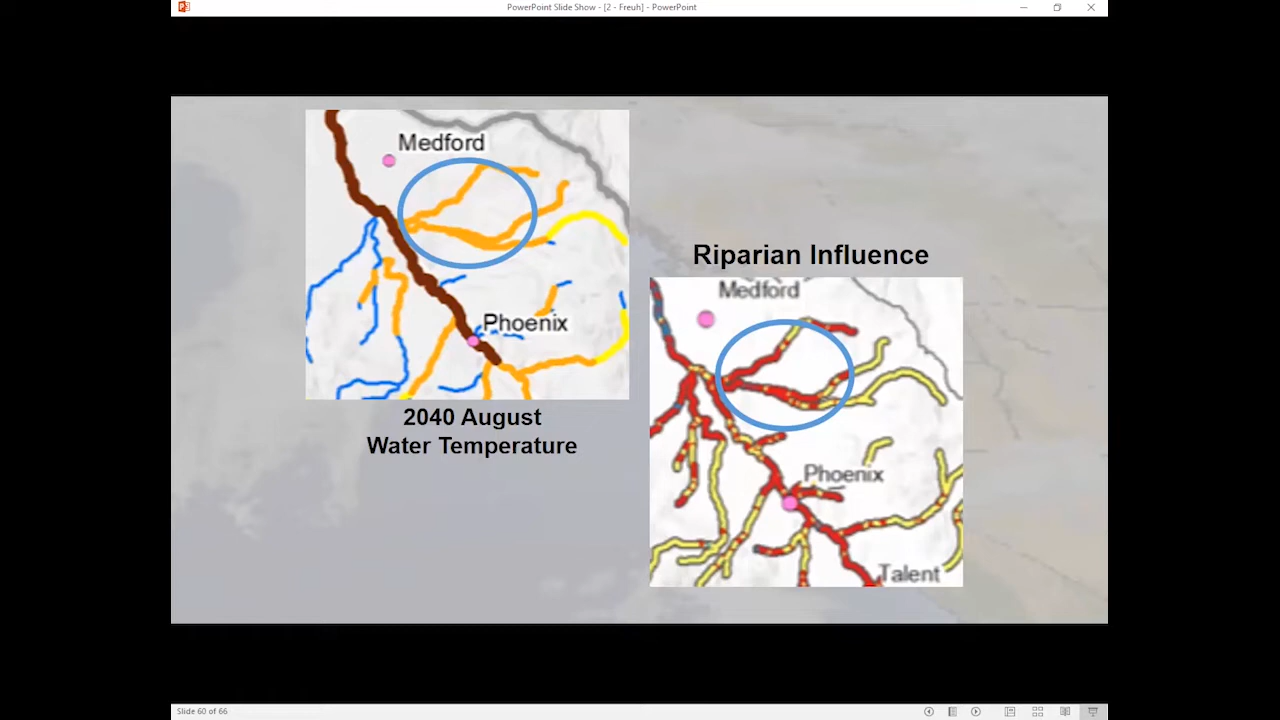 PowerPoint Slide Show - [2 - Freuh] - PowerPoint
Medford
Phoenix
2040 August
Water Temperature
Riparian Influence
Medford
Phoenix
Talent
Slide 60 of 66